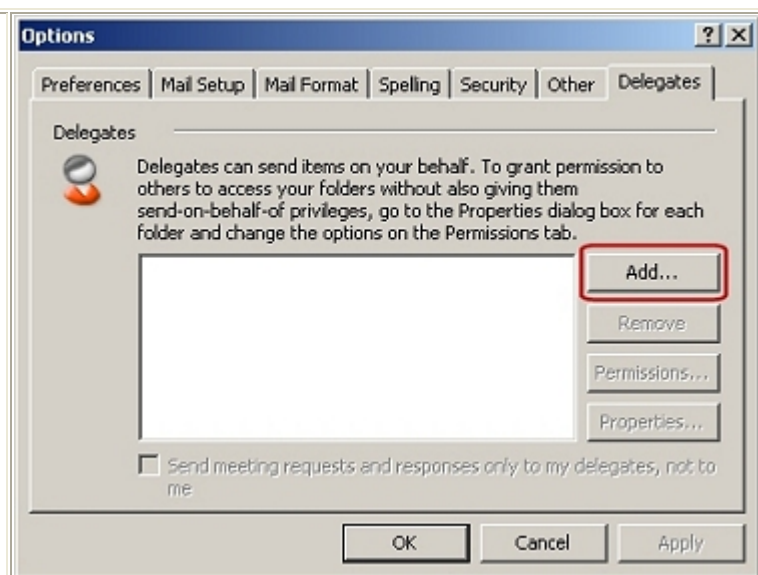 Options
Preferences Mail Setup Mail Format Spelling Security Other Delegates
Delegates
Delegates can send items on your behalf. To grant permission to
others to access your folders without also giving them
send-on-behalf-of privileges, go to the Properties dialog box for each
folder and change the options on the Permissions tab.
Add...
Remove
Permissions...
Properties...
Send meeting requests and responses only to my delegates, not to
me
OK Cancel Apply